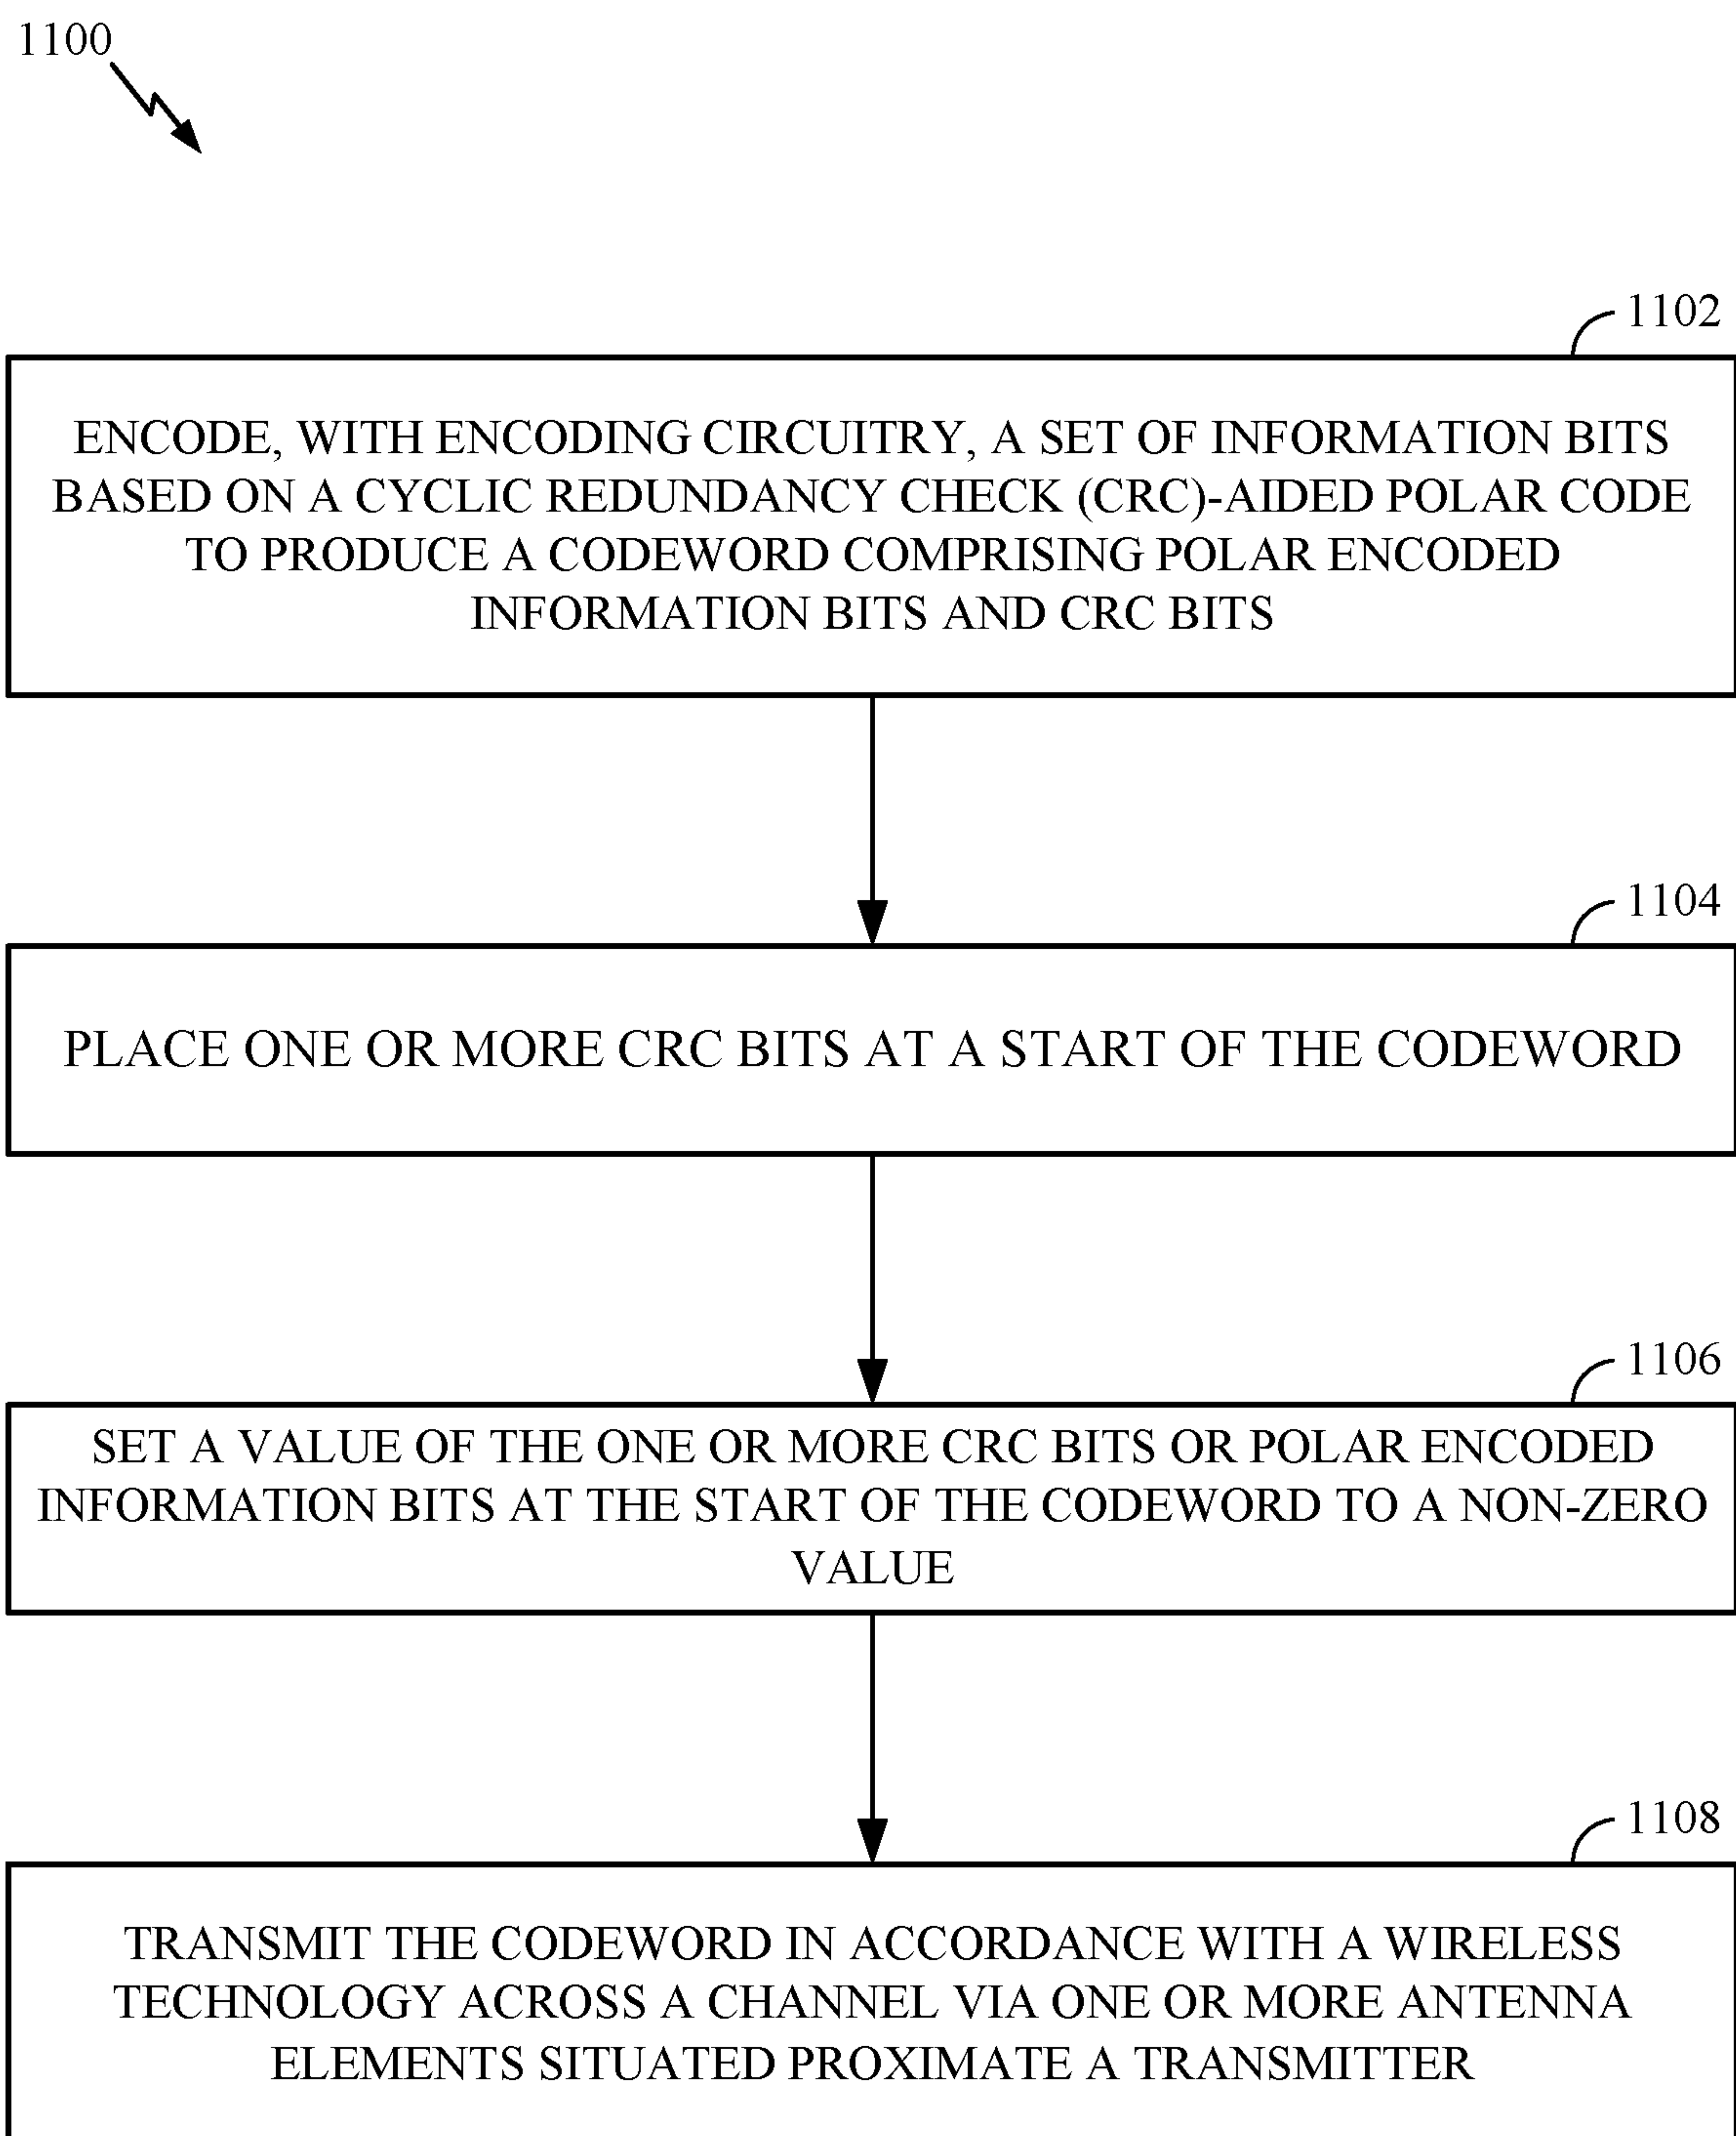 1100
1102
ENCODE, WITH ENCODING CIRCUITRY, A SET OF INFORMATION BITS
BASED ON A CYCLIC REDUNDANCY CHECK (CRC)-AIDED POLAR CODE
TO PRODUCE A CODEWORD COMPRISING POLAR ENCODED
INFORMATION BITS AND CRC BITS
1104
PLACE ONE OR MORE CRC BITS AT A START OF THE CODEWORD
1106
SET A VALUE OF THE ONE OR MORE CRC BITS OR POLAR ENCODED
INFORMATION BITS AT THE START OF THE CODEWORD TO A NON-ZERO
VALUE
1108
TRANSMIT THE CODEWORD IN ACCORDANCE WITH A WIRELESS
TECHNOLOGY ACROSS A CHANNEL VIA ONE OR MORE ANTENNA
ELEMENTS SITUATED PROXIMATE A TRANSMITTER